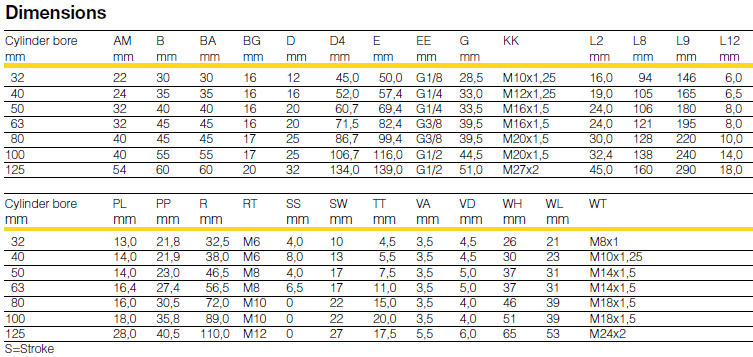 Dimensions
Cylinder bore AM B BA BG D D4 E EE G KK L2 L8 L9 L12
mm mm mm mm mm mm mm mm mm mm mm mm mm
32 22 30 30 16 12 45,0 50,0 G1/8 28,5 M10x1,25 16,0 94 146 6,0
40 24 35 35 16 16 52,0 57,4 G1/4 33,0 M12x1,25 19,0 105 165 6,5
50 32 40 40 16 20 60,7 69,4 G1/4 33,5 M16x1,5 24,0 106 180 8,0
63 32 45 45 16 20 71,5 82,4 G3/8 39,5 M16x1,5 24,0 121 195 8,0
80 40 45 45 17 25 86,7 99,4 G3/8 39,5 M20x1,5 30,0 128 220 10,0
100 40 55 55 17 25 106,7 116,0 G1/2 44,5 M20x1,5 32,4 138 240 14,0
125 54 60 60 20 32 134,0 139,0 G1/2 51,0 M27x2 45,0 160 290 18,0
Cylinder bore PL PP R RT SS SW TT VA VD WH WL WT
mm mm mm mm mm mm mm mm mm mm mm
32 13,0 21,8 32,5 M6 4,0 10 4,5 3,5 4,5 26 21 M8x1
40 14,0 21,9 38,0 M6 8,0 13 5,5 3,5 4,5 30 23 M10x1,25
50 14,0 23,0 46,5 M8 4,0 17 7,5 3,5 5,0 37 31 M14x1,5
63 16,4 27,4 56,5 M8 6,5 17 11,0 3,5 5,0 37 31 M14x1,5
80 16,0 30,5 72,0 M10 0 22 15,0 3,5 4,0 46 39 M18x1,5
100 18,0 35,8 89,0 M10 0 22 20,0 3,5 4,0 51 39 M18x1,5
125 28,0 40,5 110,0 M12 0 27 17,5 5,5 6,0 65 53 M24x2
S=Stroke